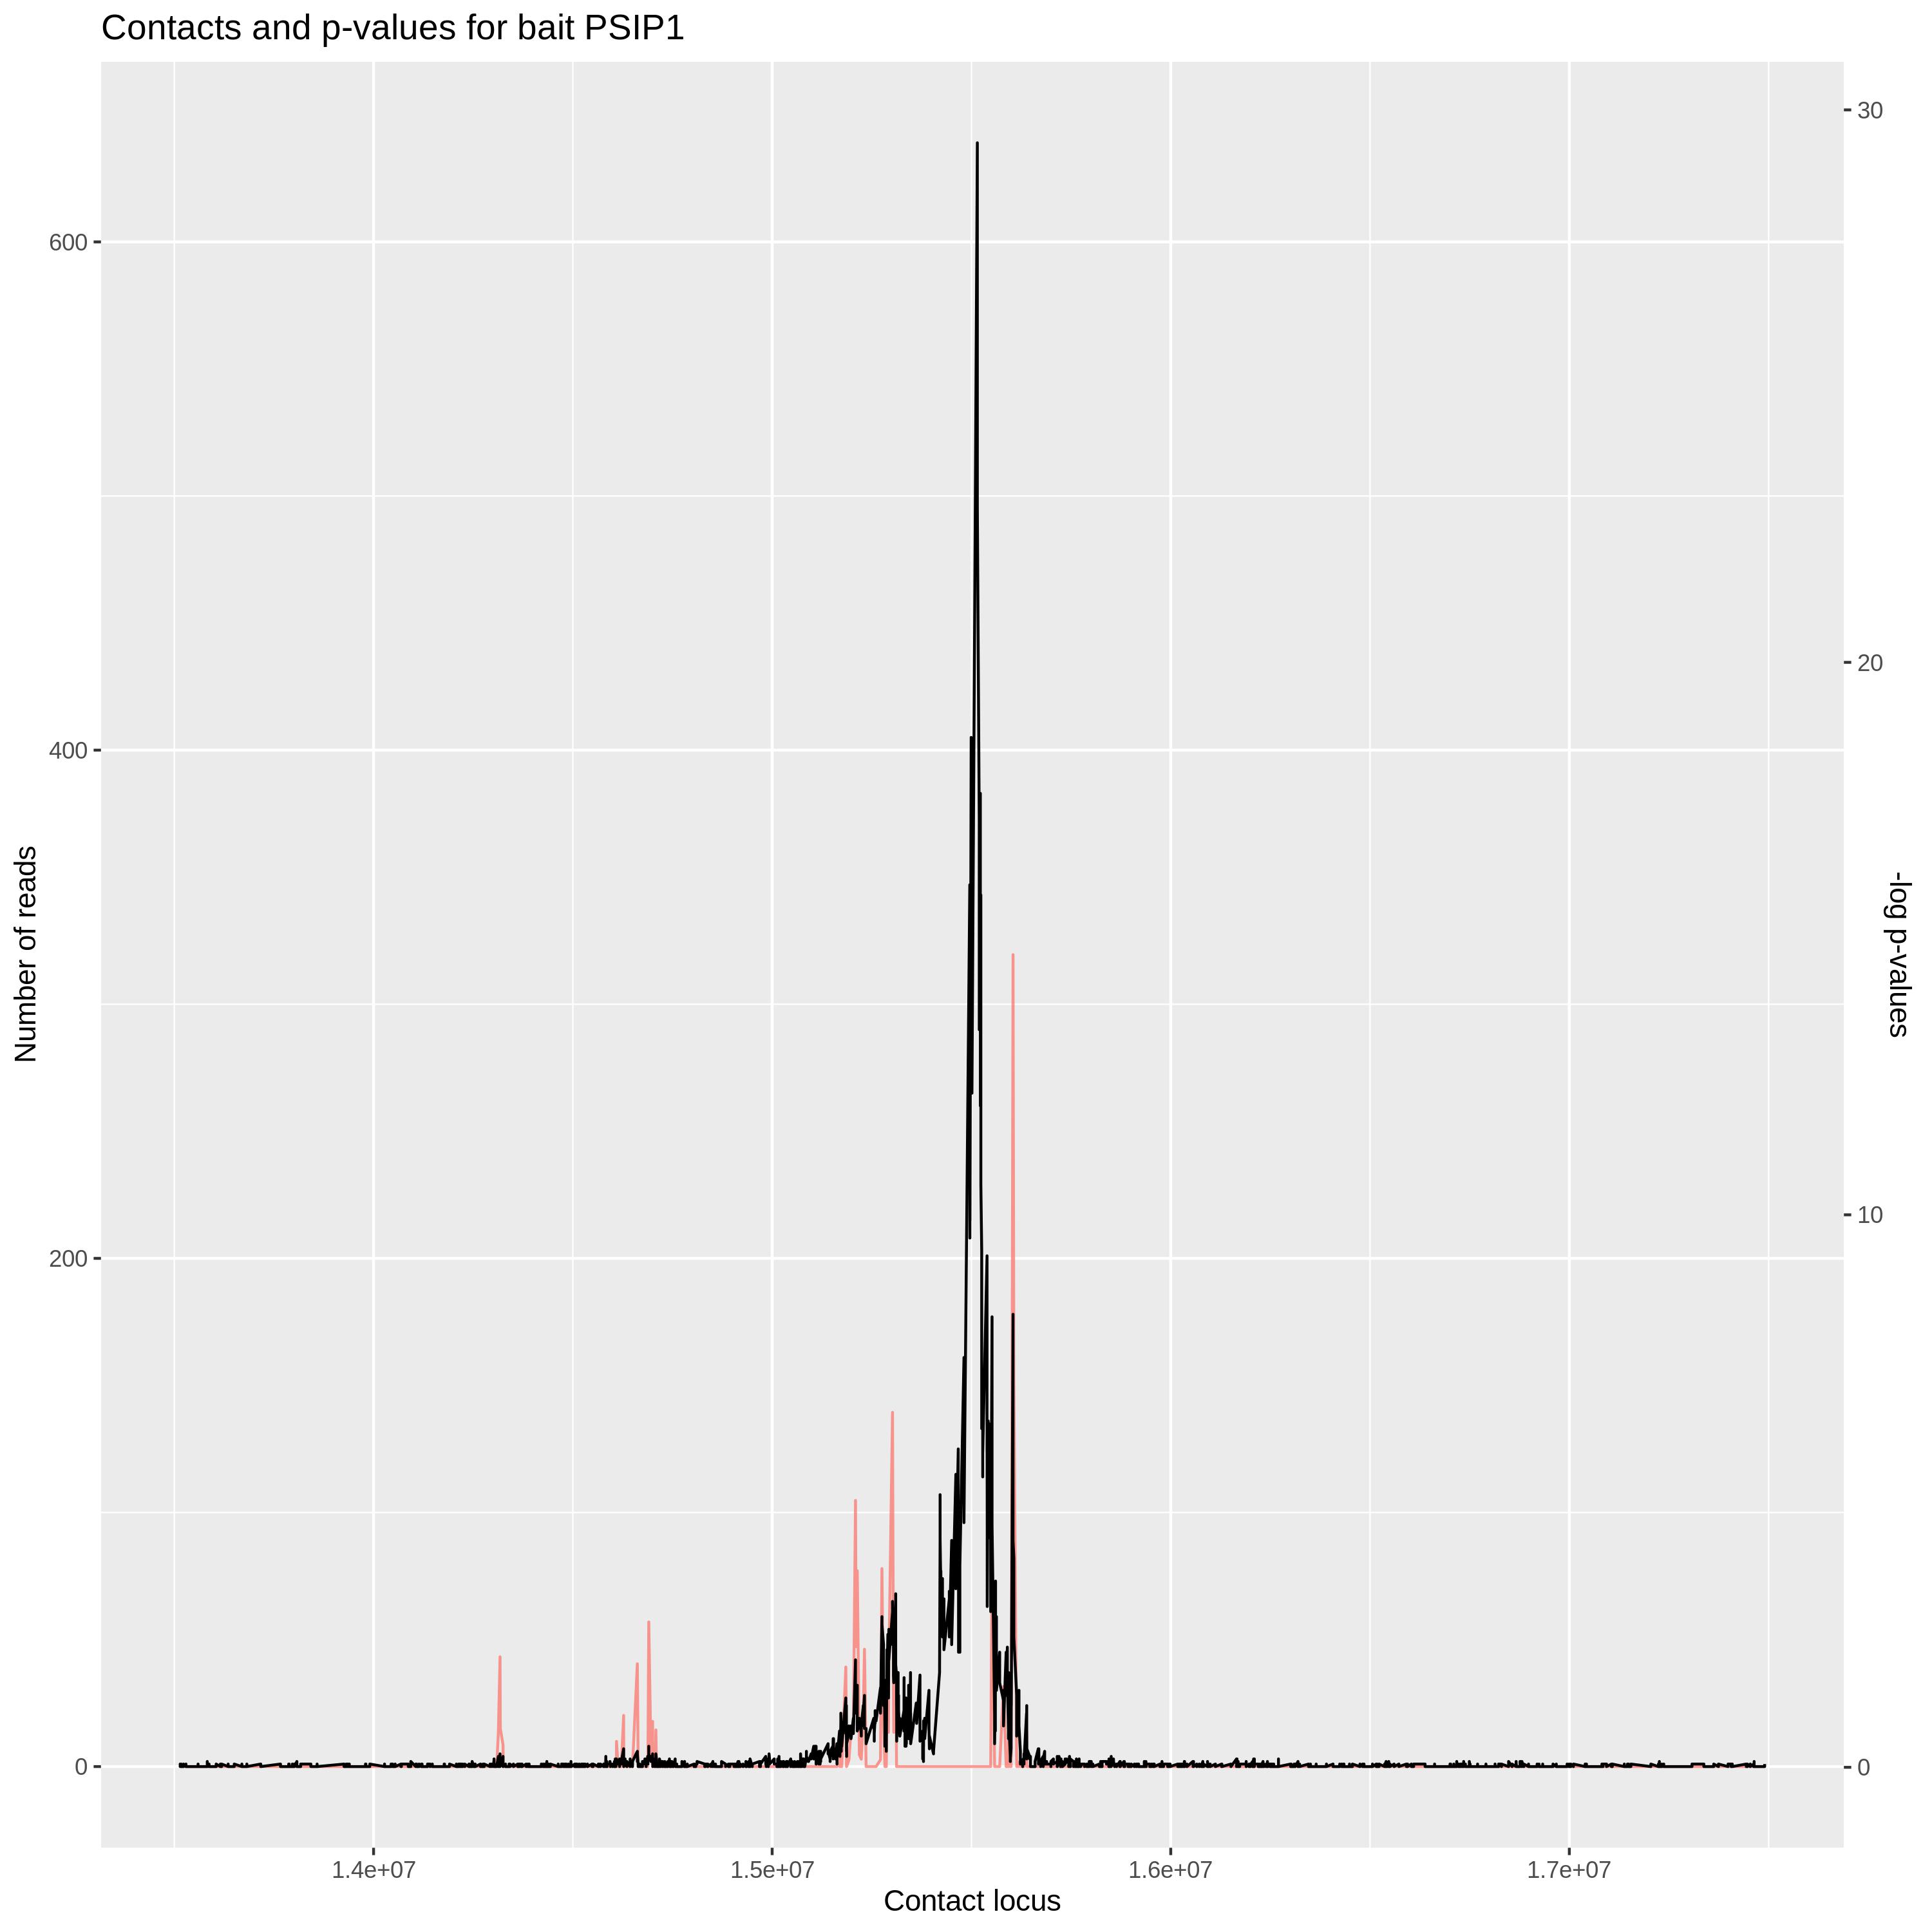 Contacts and p-values for bait PSIP1
Number of reads
600
400
200
0
30
20
10
0
-log p-values
1.4e+07 1.5e+07 1.6e+07 1.7e+07
Contact locus